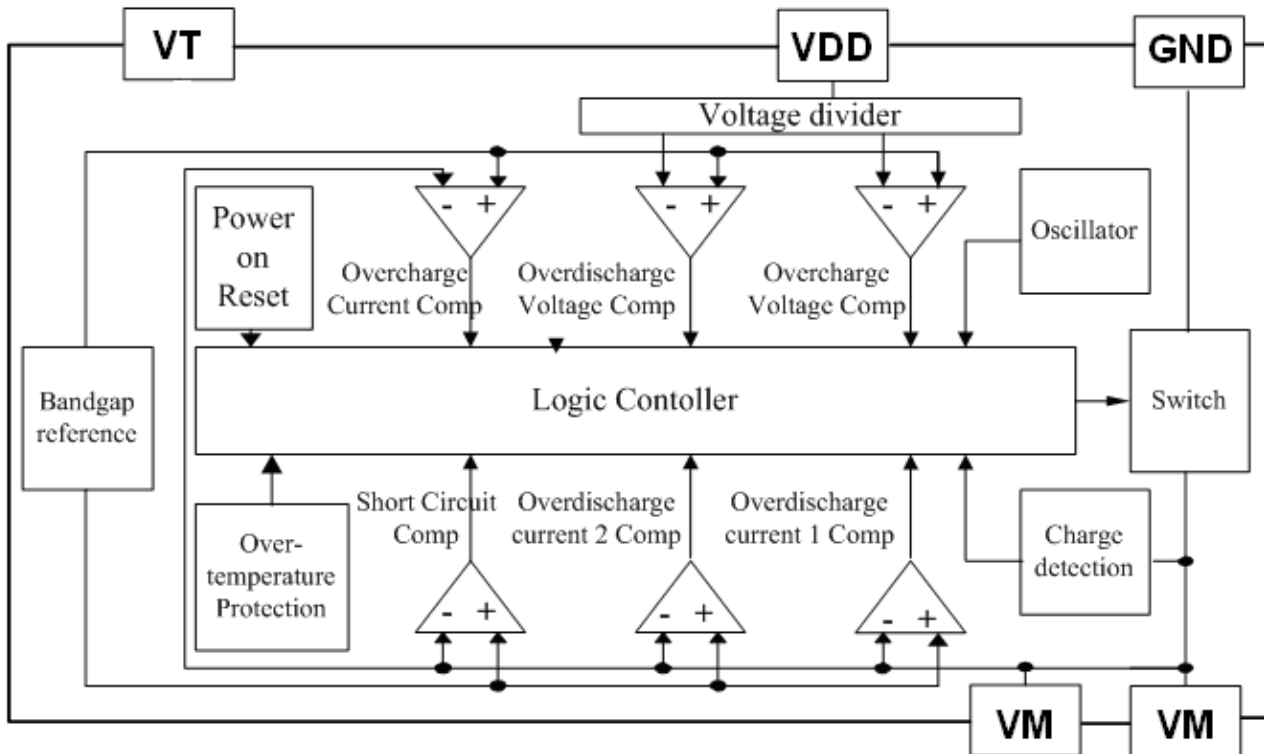 VT
VDD
GND
Voltage divider
- +
- +
- +
Power
on
Reset
Oscillator
Overcharge
Current Comp
Overdischarge
Voltage Comp
Overcharge
Voltage Comp
Bandgap
reference
Logic Contoller
Switch
Short Circuit
Comp
Overdischarge
current 2 Comp
Overdischarge
current 1 Comp
Over-
temperature
Protection
Charge
detection
- +
- +
- +
VM
VM